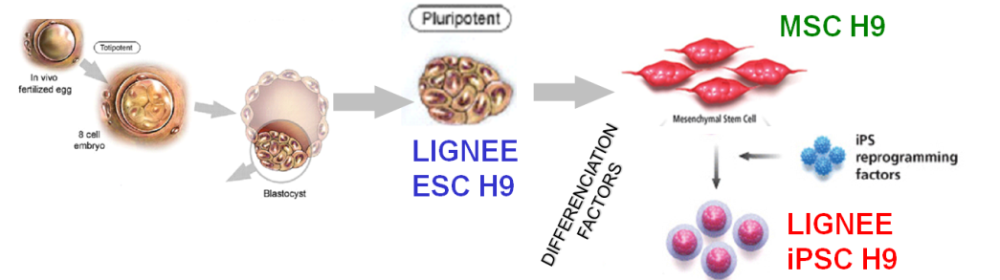 Totipotent
In vivo
fertilized egg
8 cell
embryo
Blastocyst
Pluripotent
LIGNEE
ESC H9
DIFFERENCIATION
FACTORS
MSC H9
Mesenchymal Stem Cell
iPS
reprogramming
factors
LIGNEE
iPSC H9